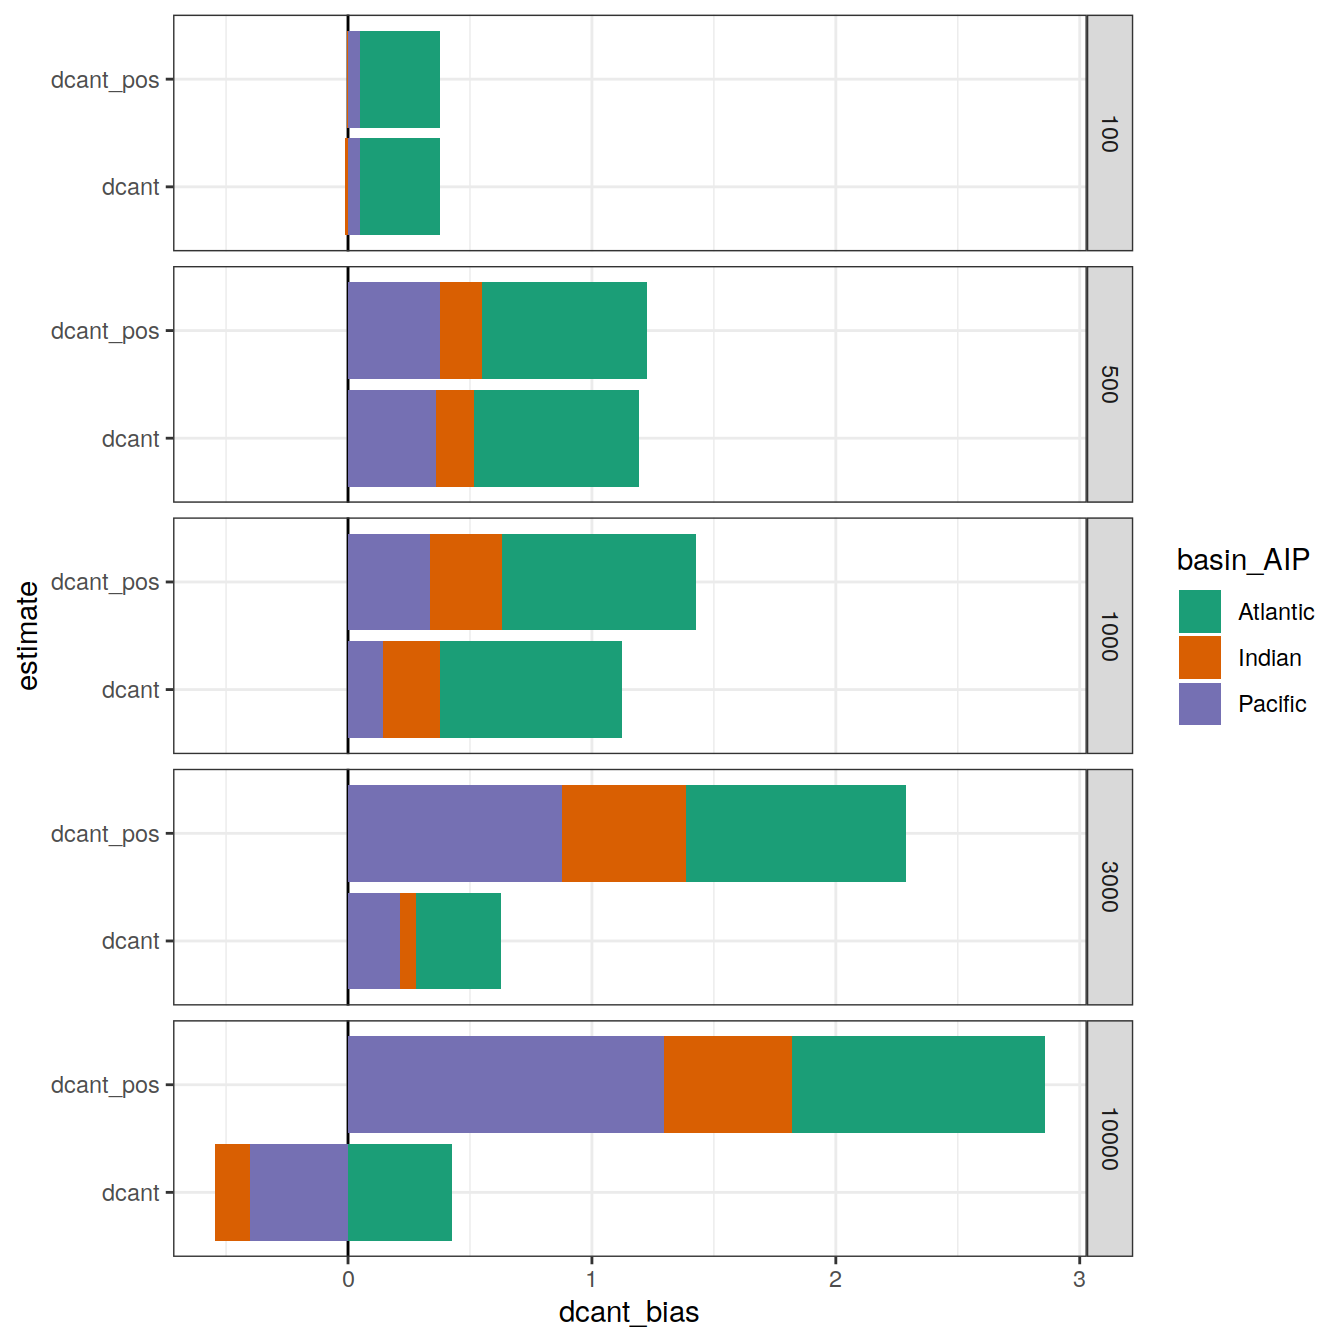 dcant_pos
dcant
100
dcant_pos
dcant
500
dcant_pos
dcant
1000
dcant_pos
dcant
3000
dcant_pos
dcant
10000
0 1 2 3
dcant_bias
estimate
basin_AIP
Atlantic
Indian
Pacific